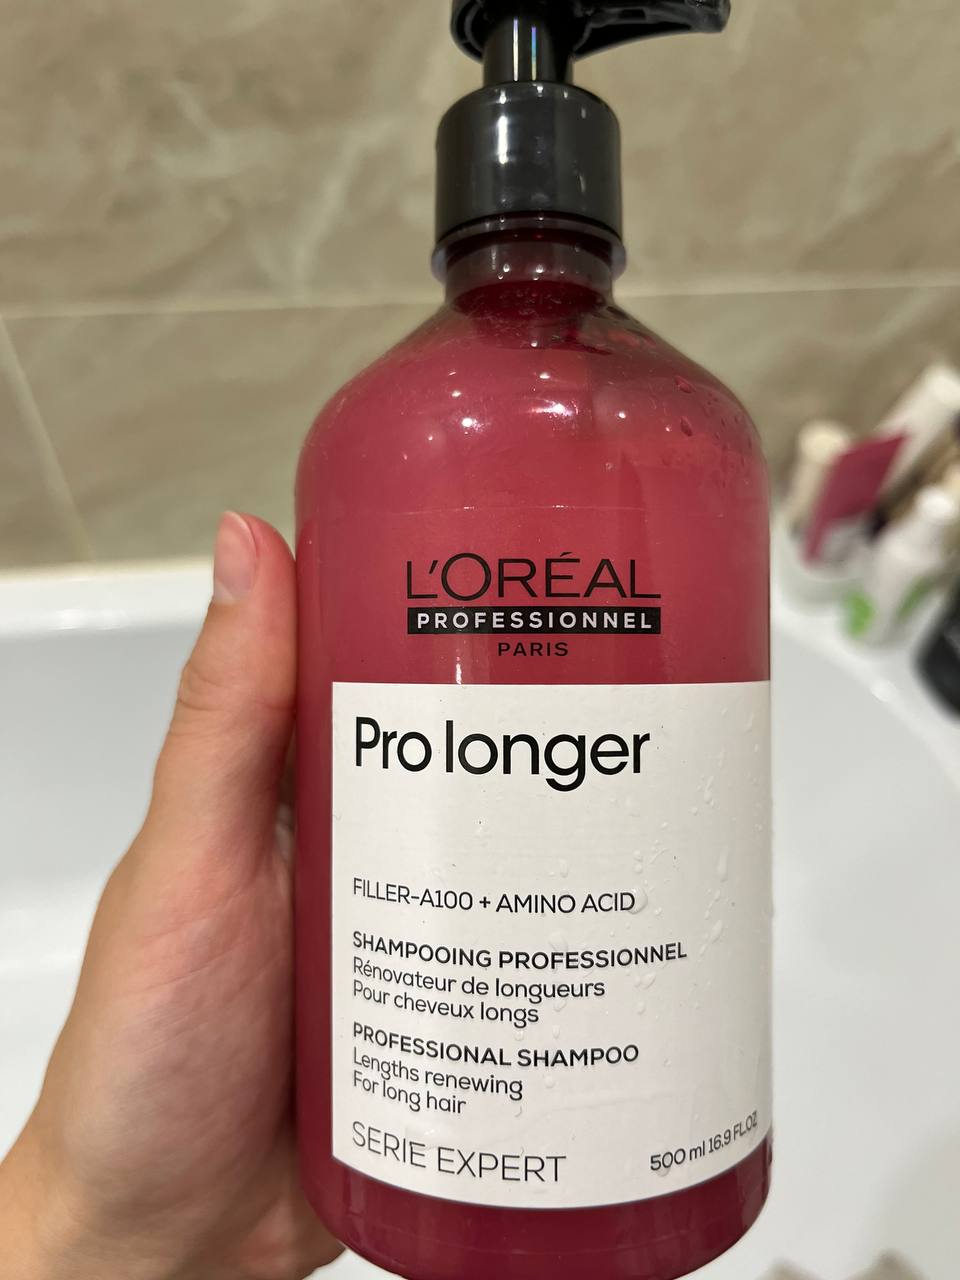 L'ORÉAL
PROFESSIONNEL
PARIS
Pro longer
FILLER-A100 + AMINO ACID
SHAMPOOING PROFESSIONNEL
Rénovateur de longueurs
Pour cheveux longs
PROFESSIONAL SHAMPOO
Lengths renewing
For long hair
SERIE EXPERT
500 ml 16.9 FL.OZ